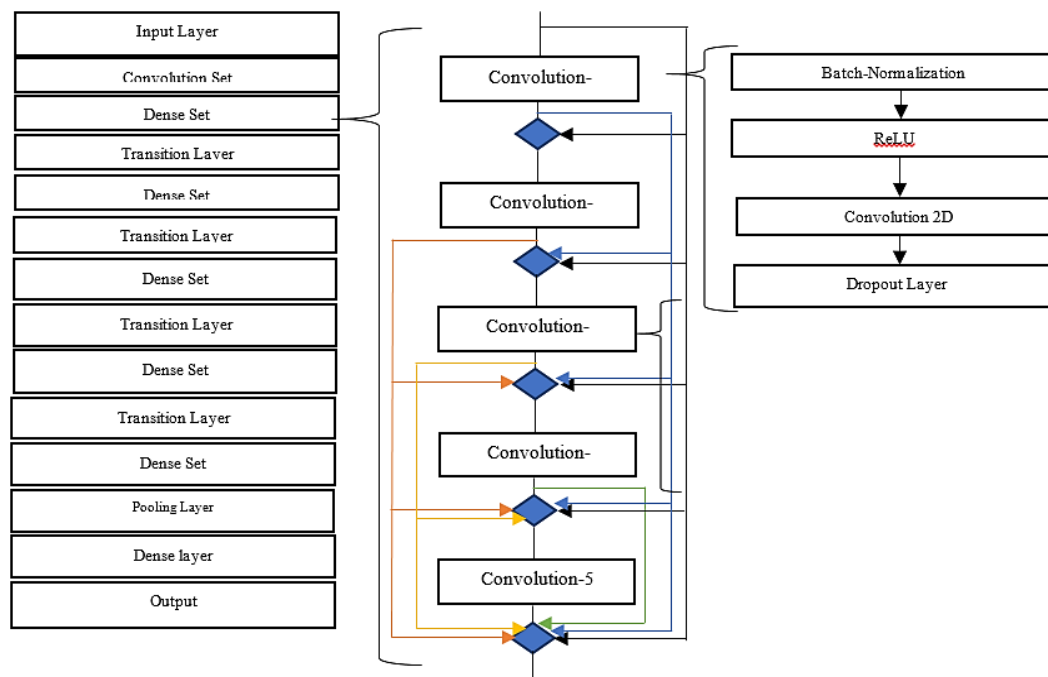 Input Layer
Convolution Set
Dense Set
Transition Layer
Dense Set
Transition Layer
Dense Set
Transition Layer
Dense Set
Transition Layer
Dense Set
Pooling Layer
Dense layer
Output
Convolution-
Convolution-
Convolution-
Convolution-
Convolution-5
Batch-Normalization
ReLU
Convolution 2D
Dropout Layer